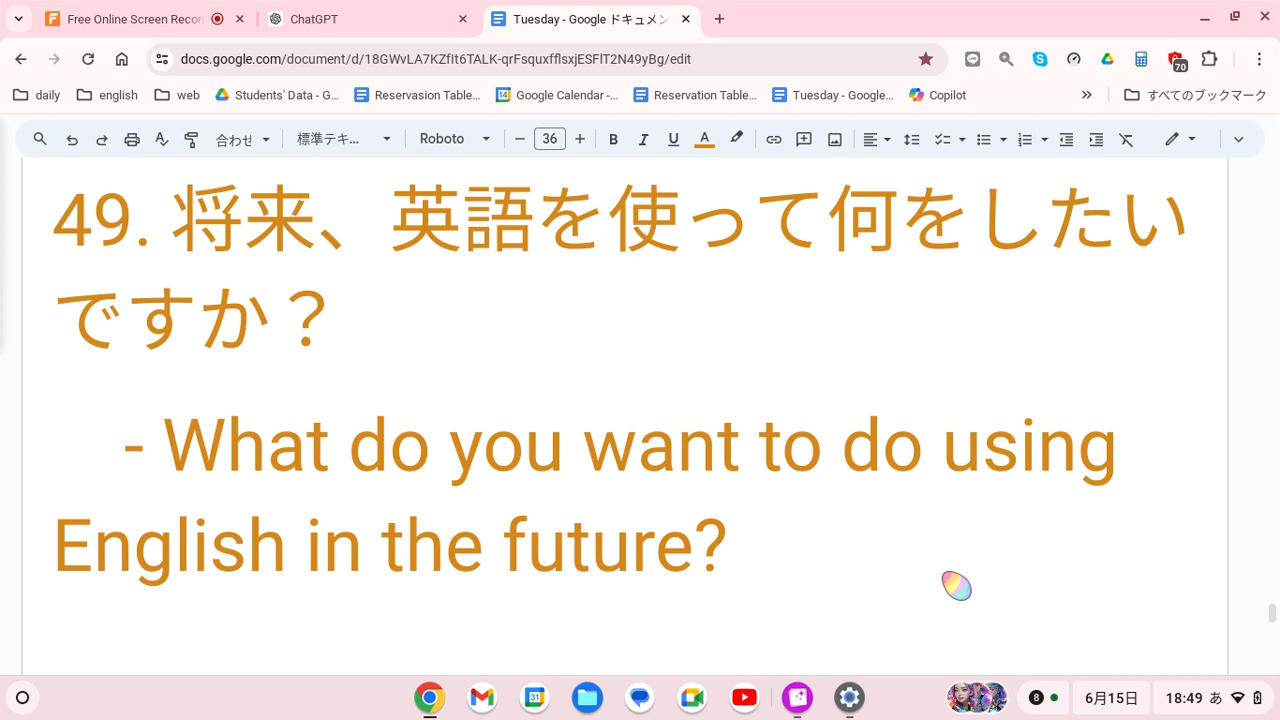 Free Online Screen Recor
ChatGPT
Tuesday - Google ドキュメン
docs.google.com/document/d/18GWvLA7KZfIt6TALK-qrFsquxfflsxjESFlT2N49yBg/edit
70
daily
english
web
Students' Data - G...
Reservasion Table...
14
Google Calendar -...
Reservation Table...
Tuesday - Google...
Copilot
すべてのブックマーク
合わせ
標準テキ...
Roboto
36
B
I
U
A
49. 将来、英語を使って何をしたい
ですか？
- What do you want to do using
English in the future?
31
8
6月15日
18:49
あ